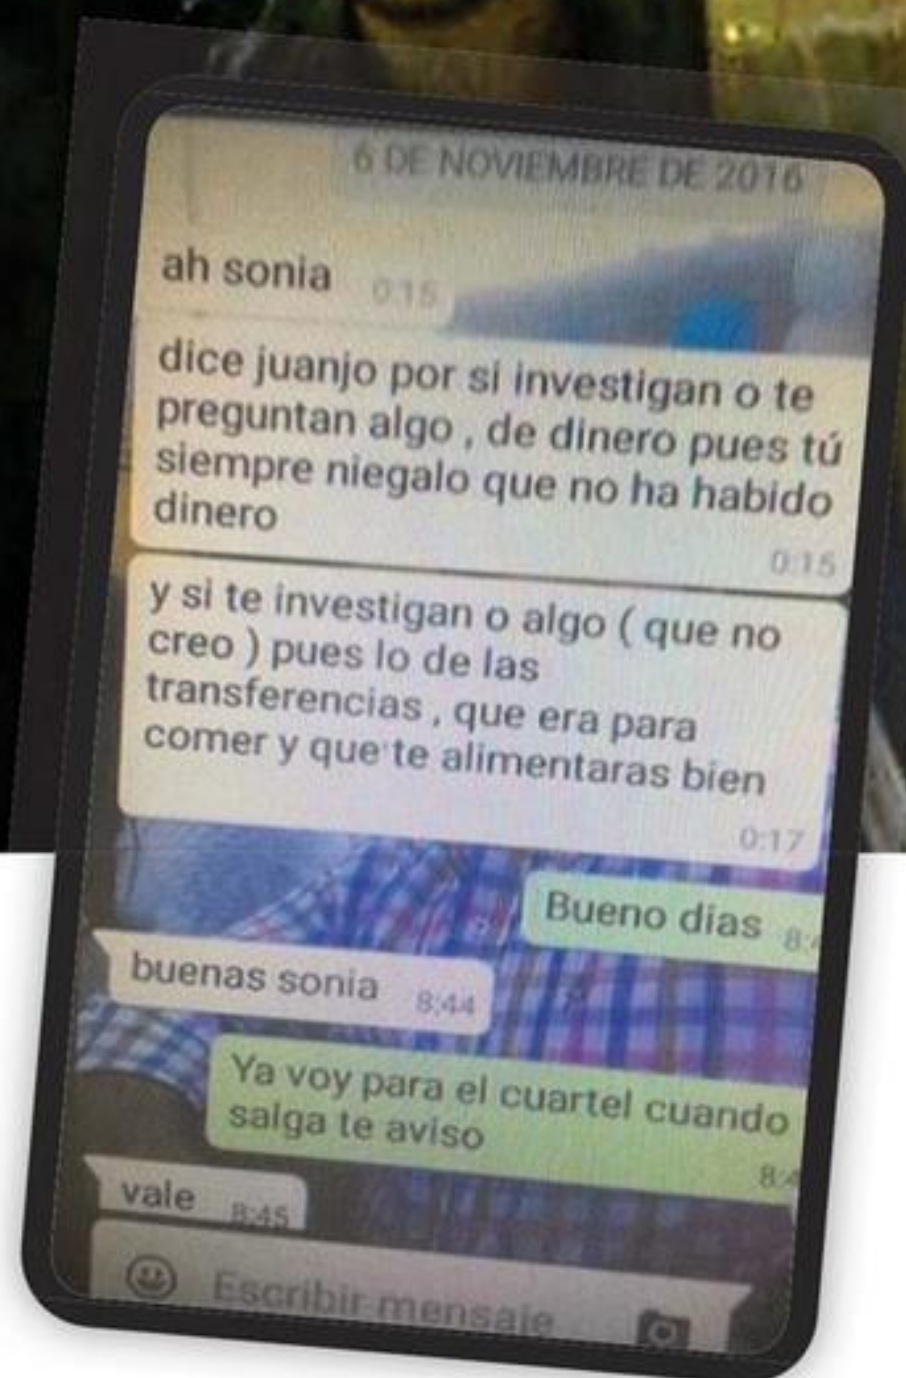 6 DE NOVIEMBRE DE 2016
ah sonia 0:15
dice juanjo por si investigan o te
preguntan algo , de dinero pues tú
siempre niegalo que no ha habido
dinero
0:15
y si te investigan o algo ( que no
creo ) pues lo de las
transferencias , que era para
comer y que te alimentaras bien
0:17
Bueno días
buenas sonia 8:44
Ya voy para el cuartel cuando
salga te aviso
vale 8:45
Escribir mensaje